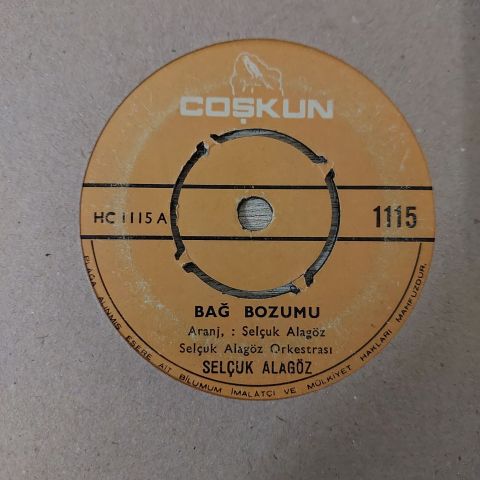 COŞKUN
HC 1115 A
1115
BAĞ BOZUMU
Aranj, : Selçuk Alagöz
Selçuk Alagöz Orkestrası
SELÇUK ALAGÖZ
PLAĞA ALINMIŞ ESERE AİT BİLUMUM İMALATÇI VE MÜLKİYET HAKLARI MAHFUZDUR.